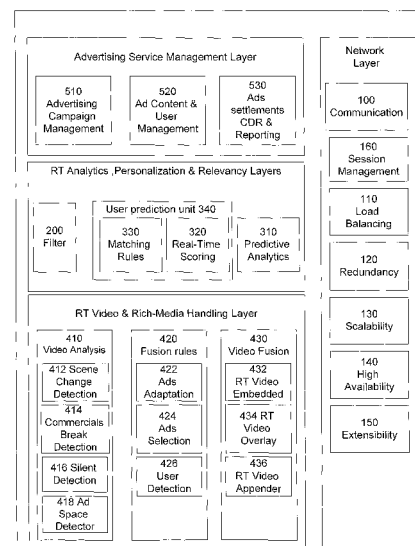 Advertising Service Management Layer
510
Advertising
Campaign
Management
520
Ad Content &
User
Management
530
Ads
settlements
CDR &
Reporting
RT Analytics ,Personalization & Relevancy Layers
200
Filter
User prediction unit 340
330
Matching
Rules
320
Real-Time
Scoring
310
Predictive
Analytics
RT Video & Rich-Media Handling Layer
410
Video Analysis
412 Scene
Change
Detection
414
Commercials
Break
Detection
416 Silent
Detection
418 Ad
Space
Detector
420
Fusion rules
422
Ads
Adaptation
424
Ads
Selection
426
User
Detection
430
Video Fusion
432
RT Video
Embedded
434 RT
Video
Overlay
436
RT Video
Appender
Network
Layer
100
Communication
160
Session
Management
110
Load
Balancing
120
Redundancy
130
Scalability
140
High
Availability
150
Extensibility